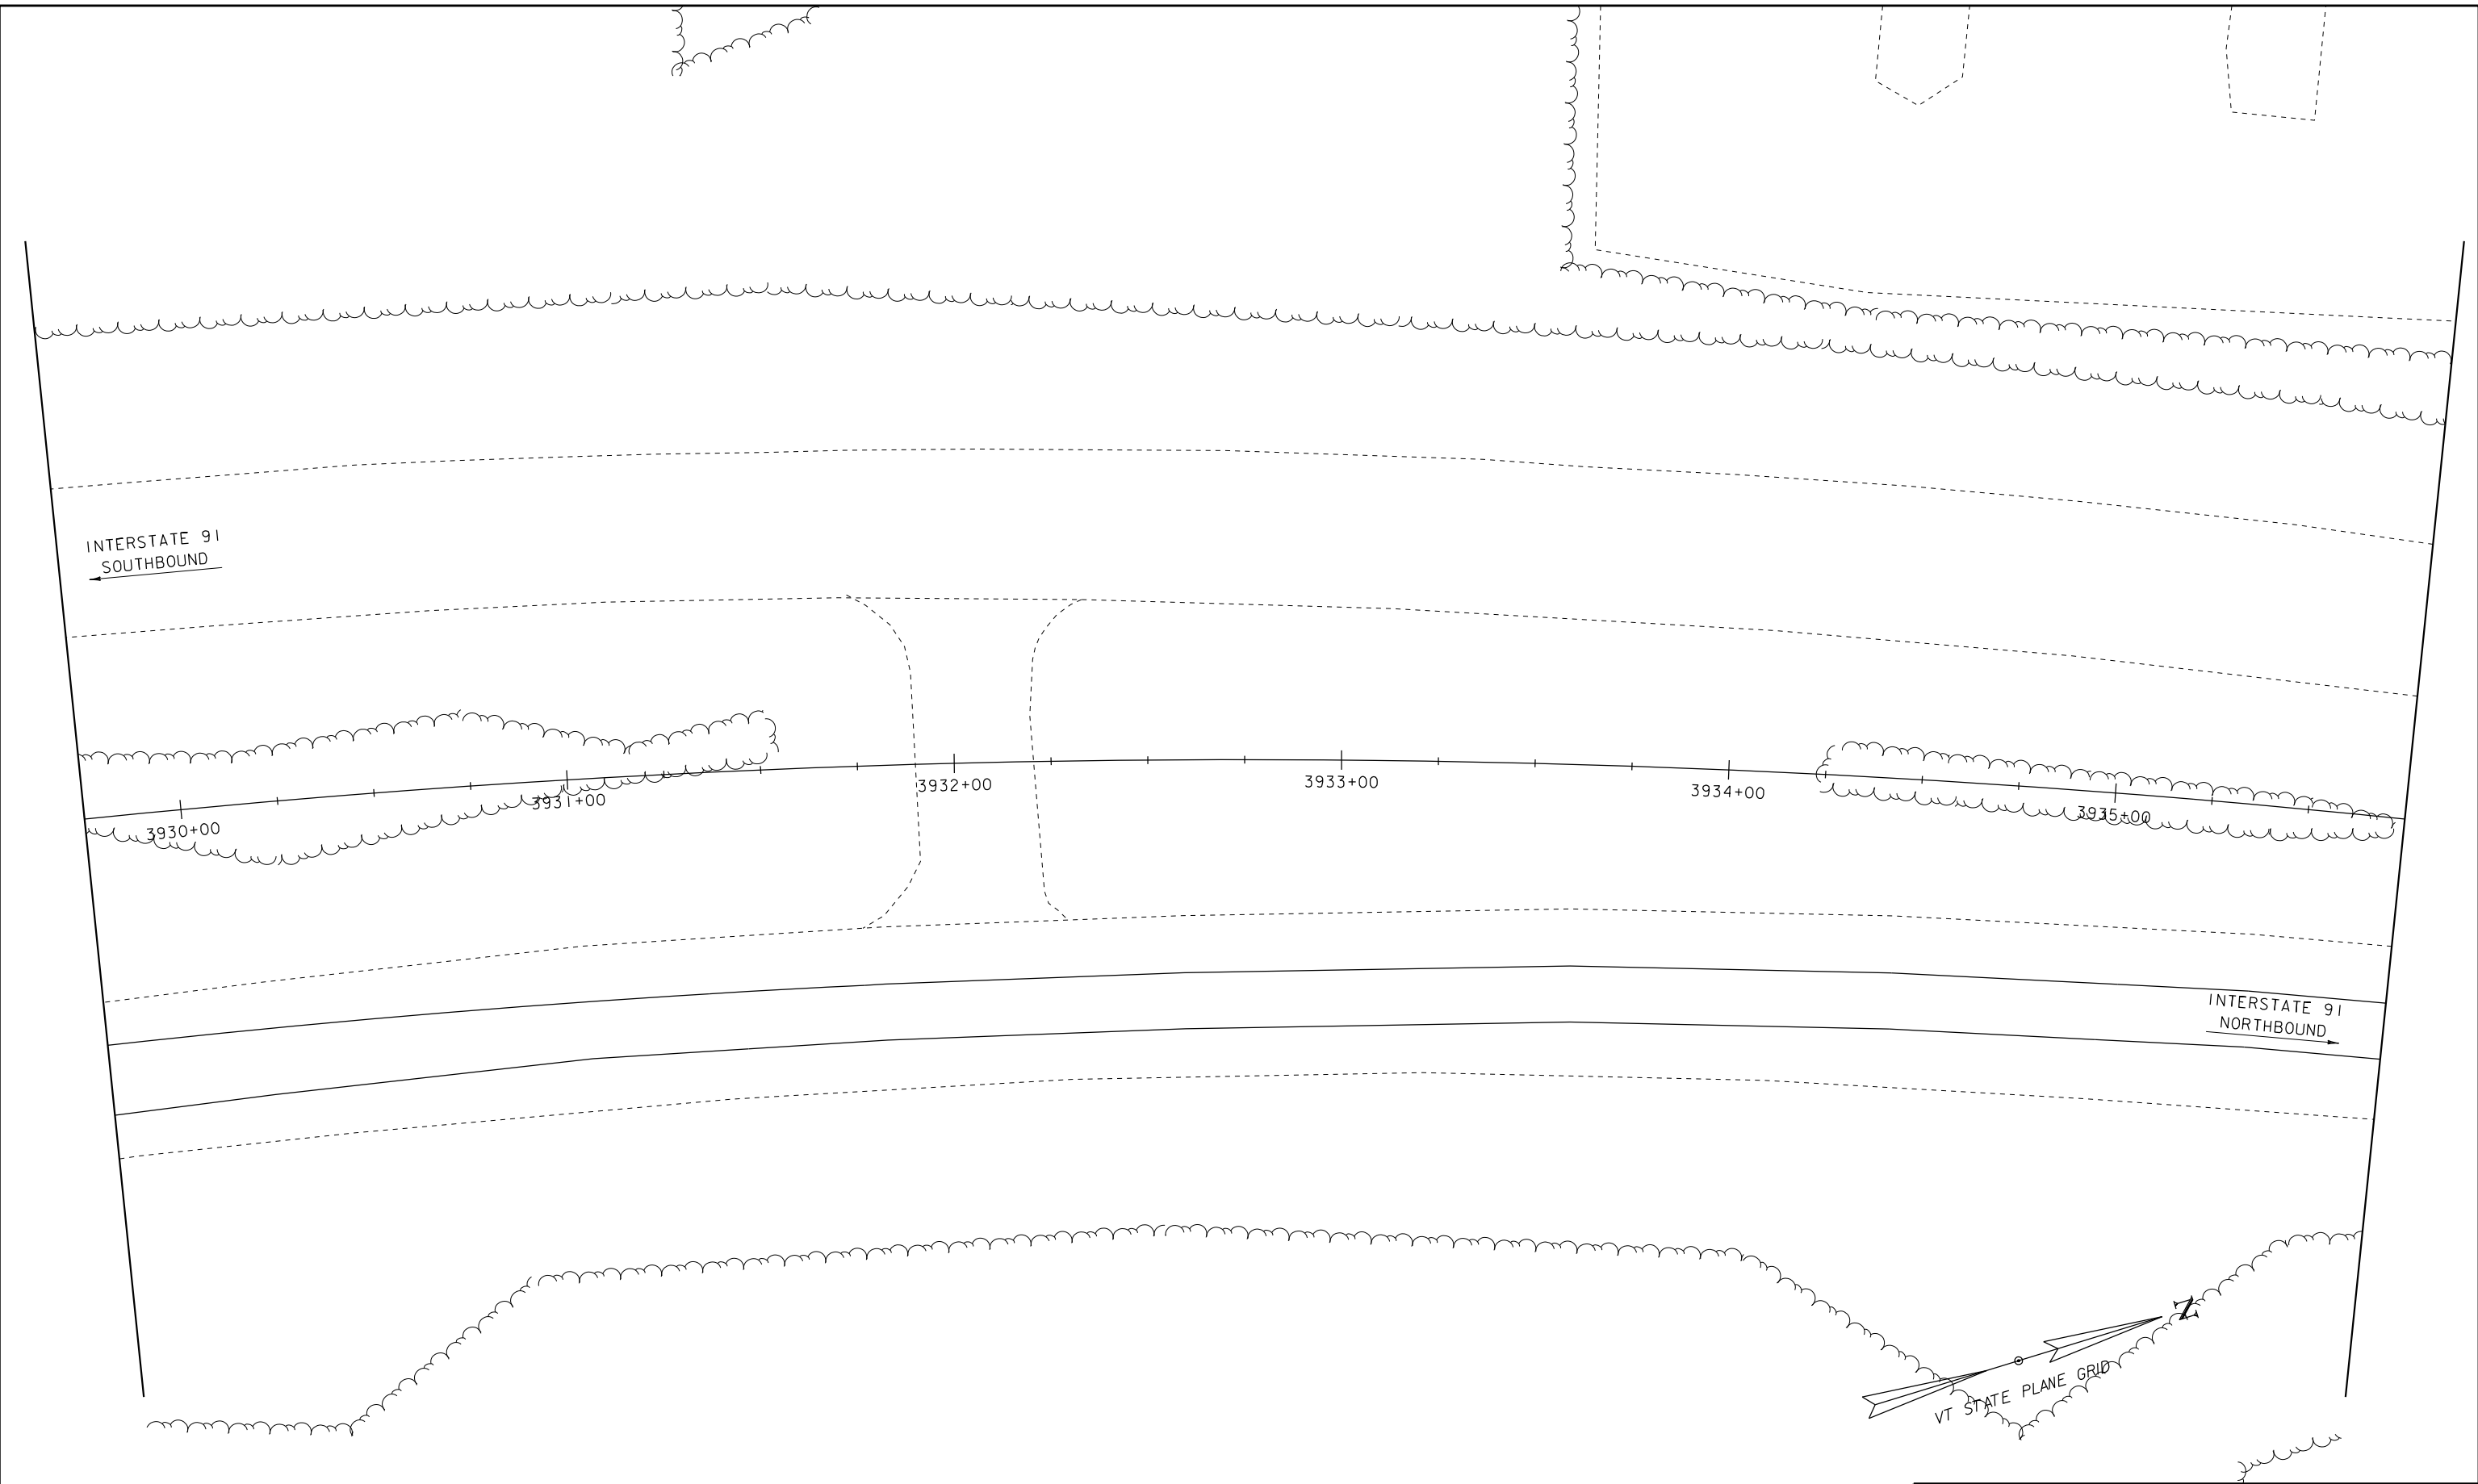 INTERSTATE 91
SOUTHBOUND
3930+00
3931+00
3932+00
3933+00
3934+00
3935+00
INTERSTATE 91
NORTHBOUND
N
VT STATE PLANE GRID